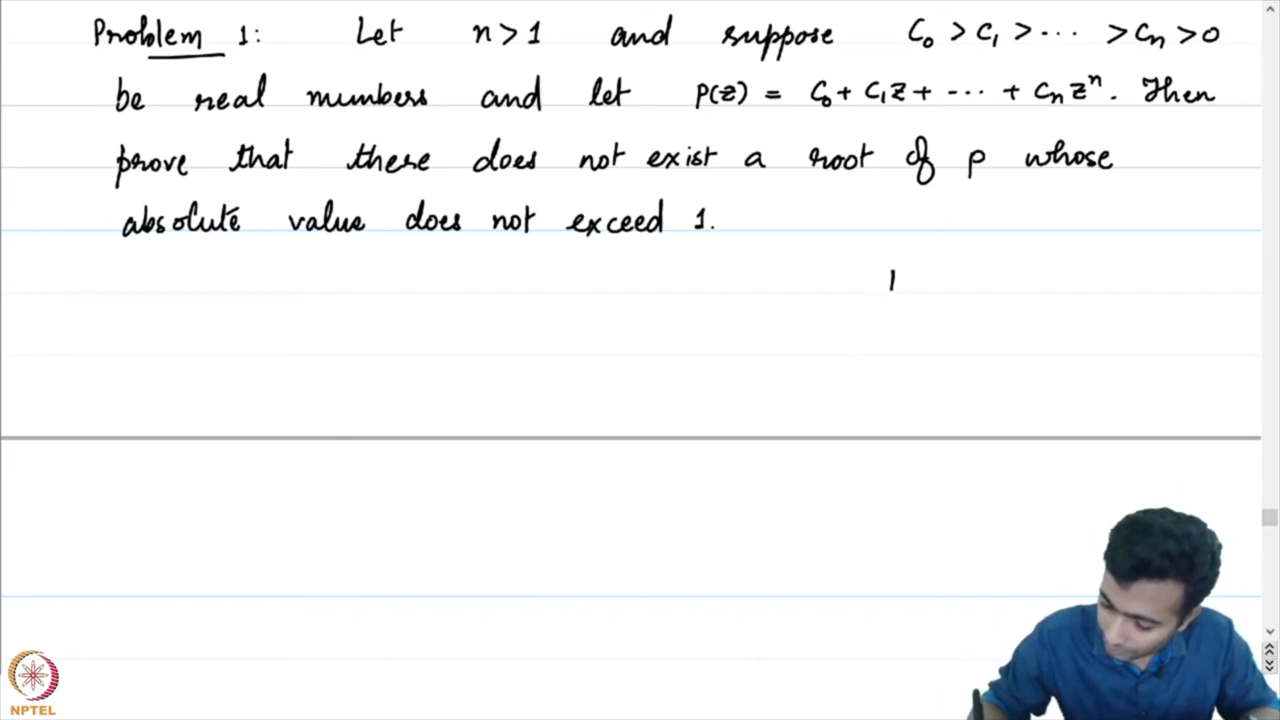 Problem 1: Let n > 1 and suppose C₀ > C₁ > ⋯ > Cₙ > 0
be real numbers and let P(z) = C₀ + C₁z + ⋯ + Cₙzⁿ. Then
prove that there does not exist a root of p whose
absolute value does not exceed 1.
NPTEL